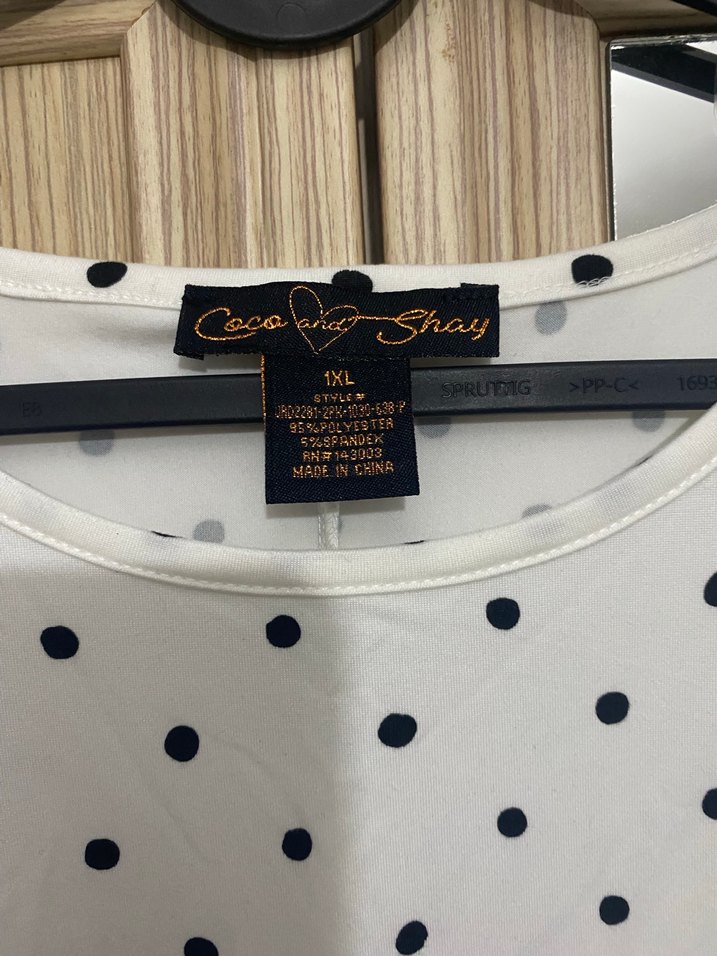 Coco and Shay
1XL
STYLE#
JRD2281-2PK-1030-638-P
95%POLYESTER
5%SPANDEX
RN#143003
MADE IN CHINA
SPRUTTIG >PP-C< 1693